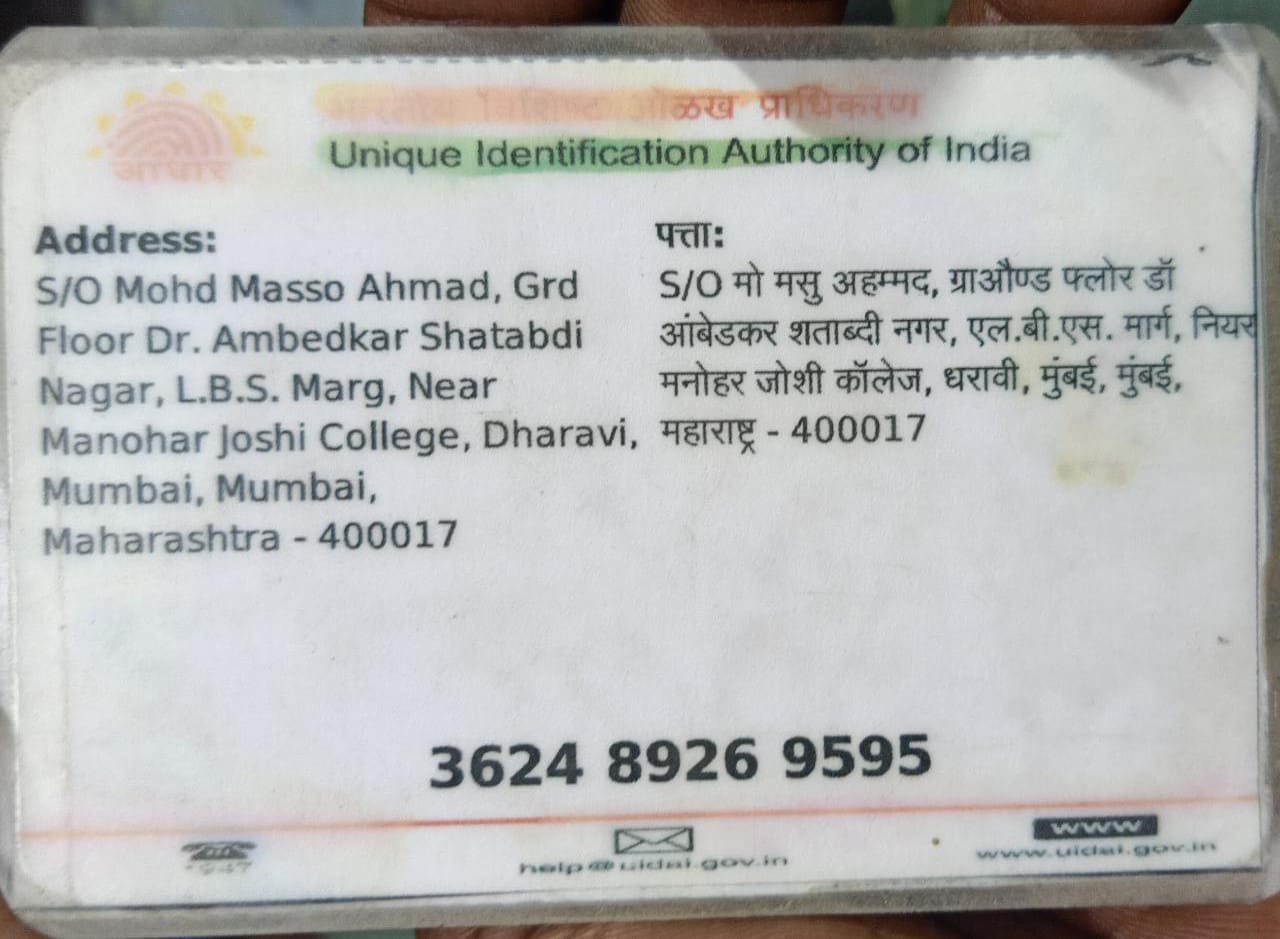 भारतीय विशिष्ट ओळख प्राधिकरण
Unique Identification Authority of India
आधार
Address:
S/O Mohd Masso Ahmad, Grd
Floor Dr. Ambedkar Shatabdi
Nagar, L.B.S. Marg, Near
Manohar Joshi College, Dharavi,
Mumbai, Mumbai,
Maharashtra - 400017
पत्ता:
S/O मो मसु अहम्मद, ग्राऔण्ड फ्लोर डॉ
आंबेडकर शताब्दी नगर, एल.बी.एस. मार्ग, नियर
मनोहर जोशी कॉलेज, धरावी, मुंबई, मुंबई,
महाराष्ट्र - 400017
3624 8926 9595
1947
help@uidai.gov.in
www
www.uidai.gov.in